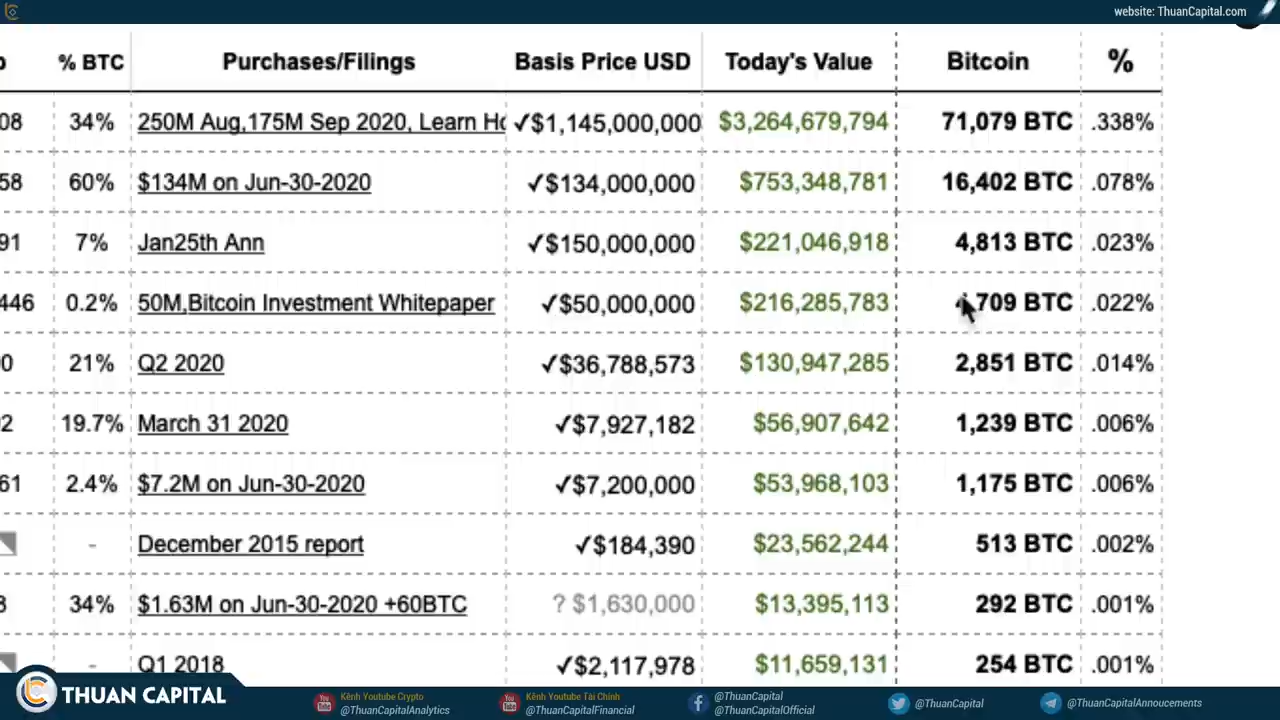 website: ThuanCapital.com
% BTC Purchases/Filings Basis Price USD Today's Value Bitcoin %
08 34% 250M Aug,175M Sep 2020, Learn Ho ✓$1,145,000,000 $3,264,679,794 71,079 BTC .338%
58 60% $134M on Jun-30-2020 ✓$134,000,000 $753,348,781 16,402 BTC .078%
91 7% Jan25th Ann ✓$150,000,000 $221,046,918 4,813 BTC .023%
446 0.2% 50M,Bitcoin Investment Whitepaper ✓$50,000,000 $216,285,783 ,709 BTC .022%
0 21% Q2 2020 ✓$36,788,573 $130,947,285 2,851 BTC .014%
02 19.7% March 31 2020 ✓$7,927,182 $56,907,642 1,239 BTC .006%
61 2.4% $7.2M on Jun-30-2020 ✓$7,200,000 $53,968,103 1,175 BTC .006%
- December 2015 report ✓$184,390 $23,562,244 513 BTC .002%
3 34% $1.63M on Jun-30-2020 +60BTC ? $1,630,000 $13,395,113 292 BTC .001%
- Q1 2018 ✓$2,117,978 $11,659,131 254 BTC .001%
THUAN CAPITAL
Kênh Youtube Crypto
@ThuanCapitalAnalytics
Kênh Youtube Tài Chính
@ThuanCapitalFinancial
@ThuanCapital
@ThuanCapitalOfficial
@ThuanCapital
@ThuanCapitalAnnoucements